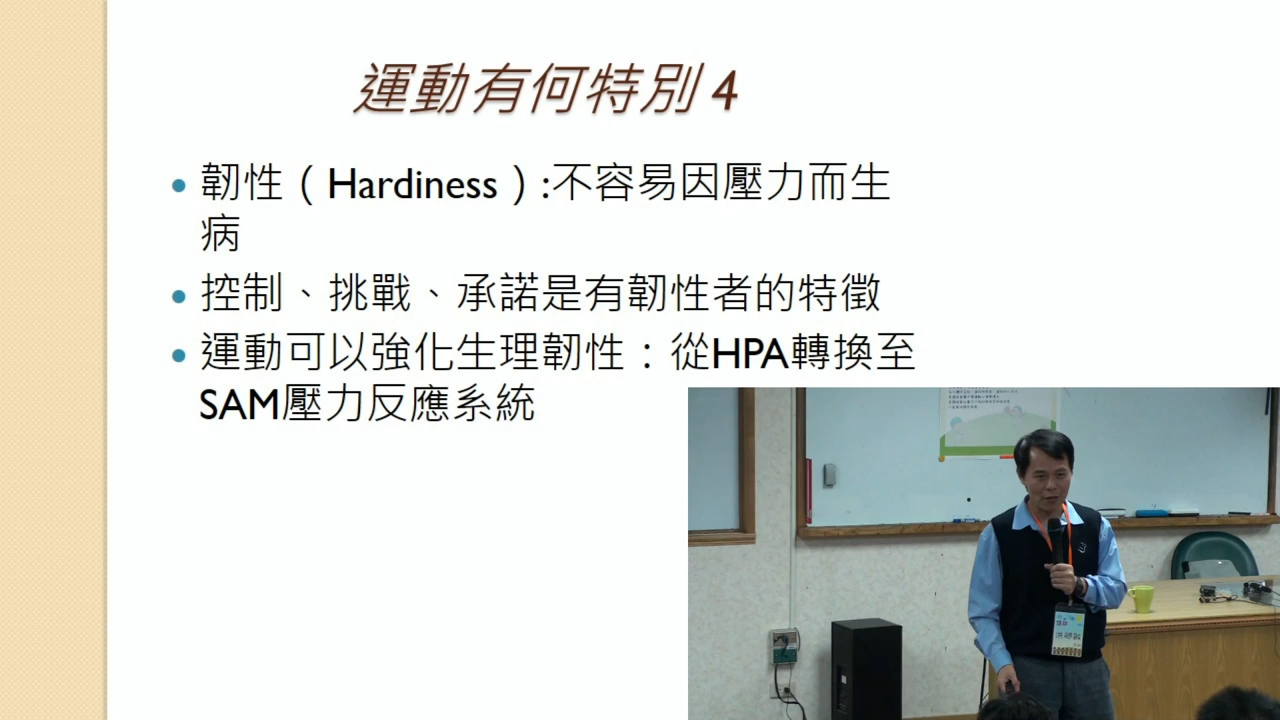 運動有何特別 4
韌性（Hardiness）:不容易因壓力而生
病
控制、挑戰、承諾是有韌性者的特徵
運動可以強化生理韌性：從HPA轉換至
SAM壓力反應系統